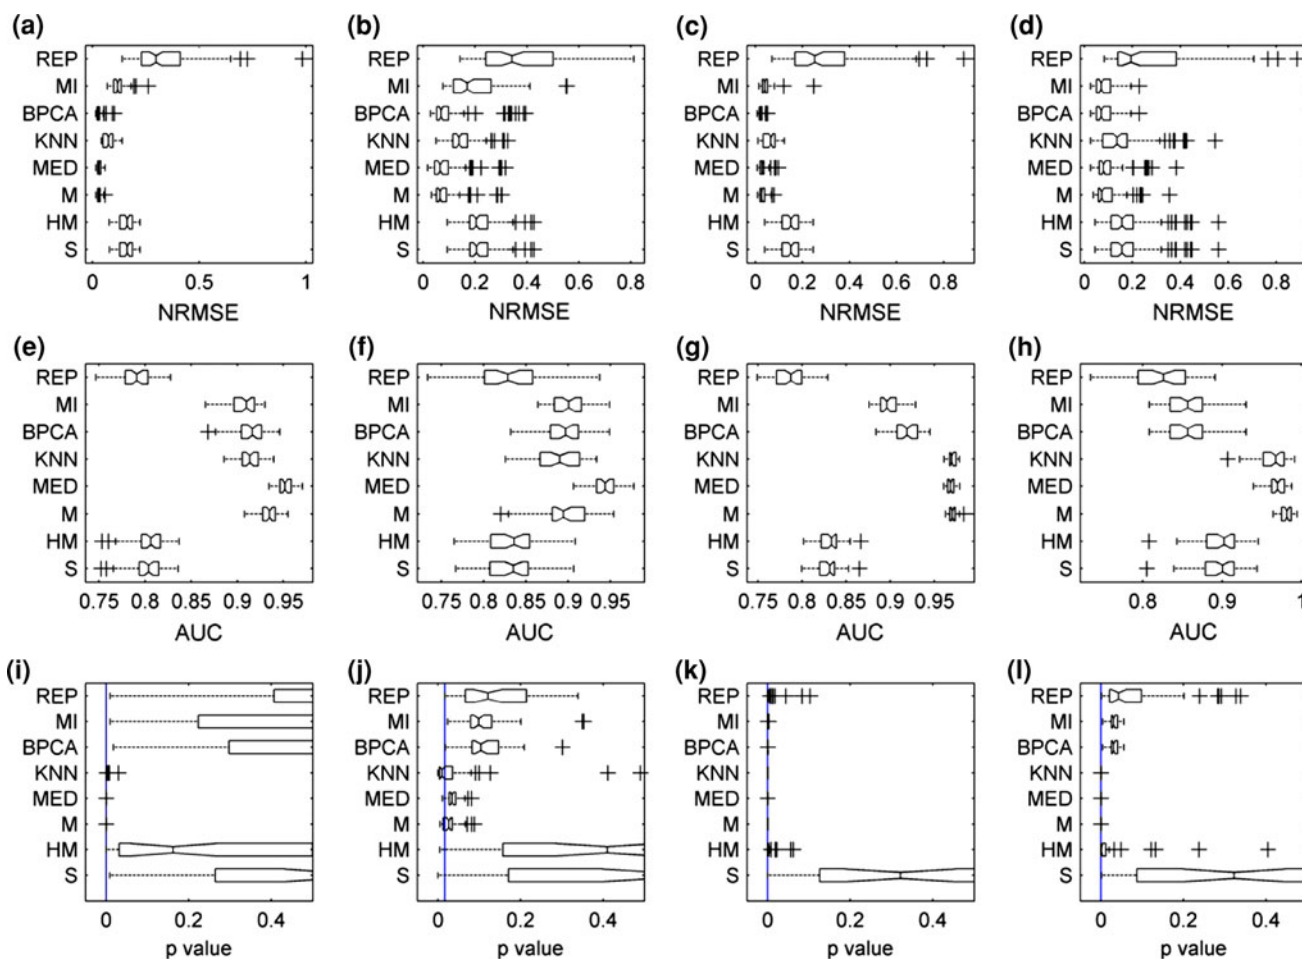 (a) (b) (c) (d)
REP REP REP REP
MI MI MI MI
BPCA BPCA BPCA BPCA
KNN KNN KNN KNN
MED MED MED MED
M M M M
HM HM HM HM
S S S S
0 0.5 1 0 0.2 0.4 0.6 0.8 0 0.2 0.4 0.6 0.8 0 0.2 0.4 0.6 0.8
NRMSE NRMSE NRMSE NRMSE
(e) (f) (g) (h)
REP REP REP REP
MI MI MI MI
BPCA BPCA BPCA BPCA
KNN KNN KNN KNN
MED MED MED MED
M M M M
HM HM HM HM
S S S S
0.75 0.8 0.85 0.9 0.95 0.75 0.8 0.85 0.9 0.95 0.75 0.8 0.85 0.9 0.95 0.8 0.9 1
AUC AUC AUC AUC
(i) (j) (k) (l)
REP REP REP REP
MI MI MI MI
BPCA BPCA BPCA BPCA
KNN KNN KNN KNN
MED MED MED MED
M M M M
HM HM HM HM
S S S S
0 0.2 0.4 0 0.2 0.4 0 0.2 0.4 0 0.2 0.4
p value p value p value p value